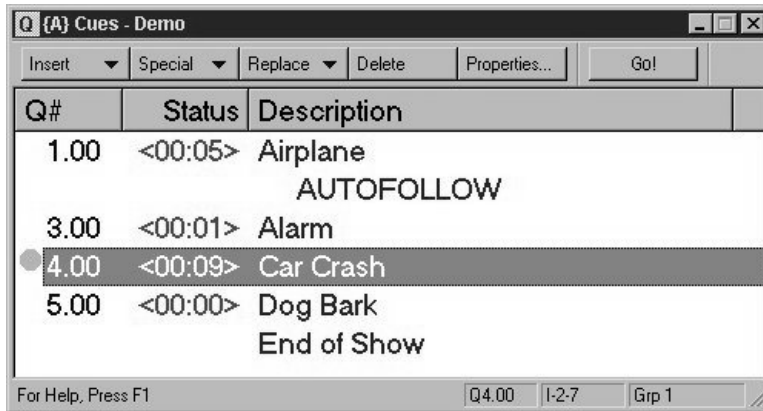 Q {A} Cues - Demo
Insert Special Replace Delete Properties... Go!
Q# Status Description
1.00 <00:05> Airplane
AUTOFOLLOW
3.00 <00:01> Alarm
4.00 <00:09> Car Crash
5.00 <00:00> Dog Bark
End of Show
For Help, Press F1 Q4.00 I-2-7 Grp 1